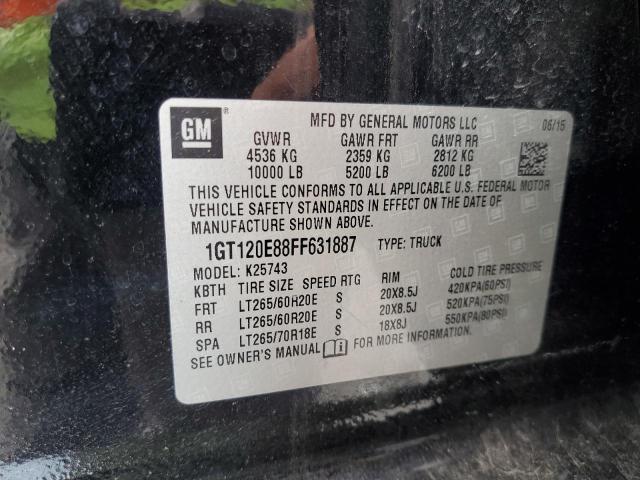 GM ®
MFD BY GENERAL MOTORS LLC 06/15
GVWR GAWR FRT GAWR RR
4536 KG 2359 KG 2812 KG
10000 LB 5200 LB 6200 LB
THIS VEHICLE CONFORMS TO ALL APPLICABLE U.S. FEDERAL MOTOR
VEHICLE SAFETY STANDARDS IN EFFECT ON THE DATE OF
MANUFACTURE SHOWN ABOVE.
1GT120E88FF631887 TYPE: TRUCK
MODEL: K25743
KBTH TIRE SIZE SPEED RTG RIM COLD TIRE PRESSURE
FRT LT265/60H20E S 20X8.5J 420KPA(60PSI)
RR LT265/60R20E S 20X8.5J 520KPA(75PSI)
SPA LT265/70R18E S 18X8J 550KPA(80PSI)
SEE OWNER'S MANUAL